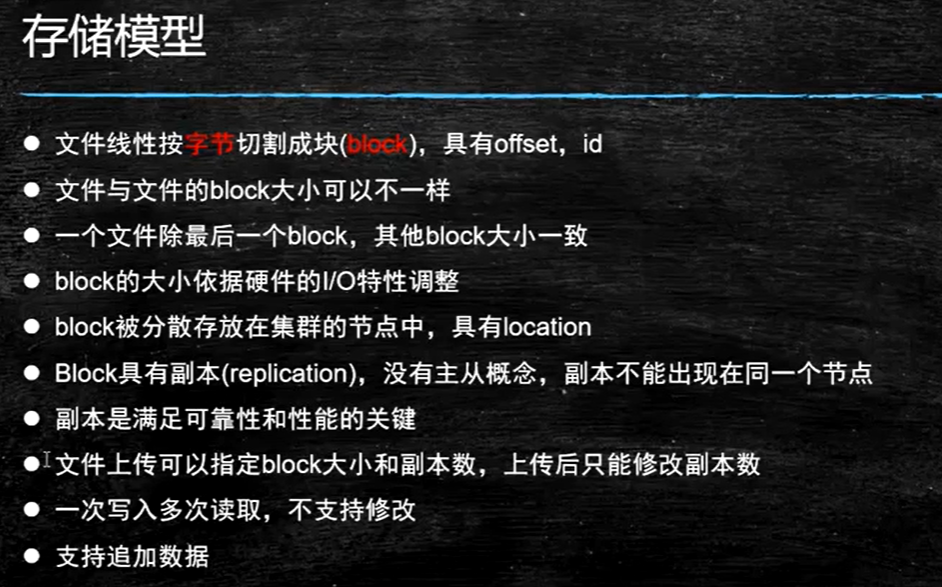 存储模型
● 文件线性按字节切割成块(block)，具有offset，id
● 文件与文件的block大小可以不一样
● 一个文件除最后一个block，其他block大小一致
● block的大小依据硬件的I/O特性调整
● block被分散存放在集群的节点中，具有location
● Block具有副本(replication)，没有主从概念，副本不能出现在同一个节点
● 副本是满足可靠性和性能的关键
● 文件上传可以指定block大小和副本数，上传后只能修改副本数
● 一次写入多次读取，不支持修改
● 支持追加数据